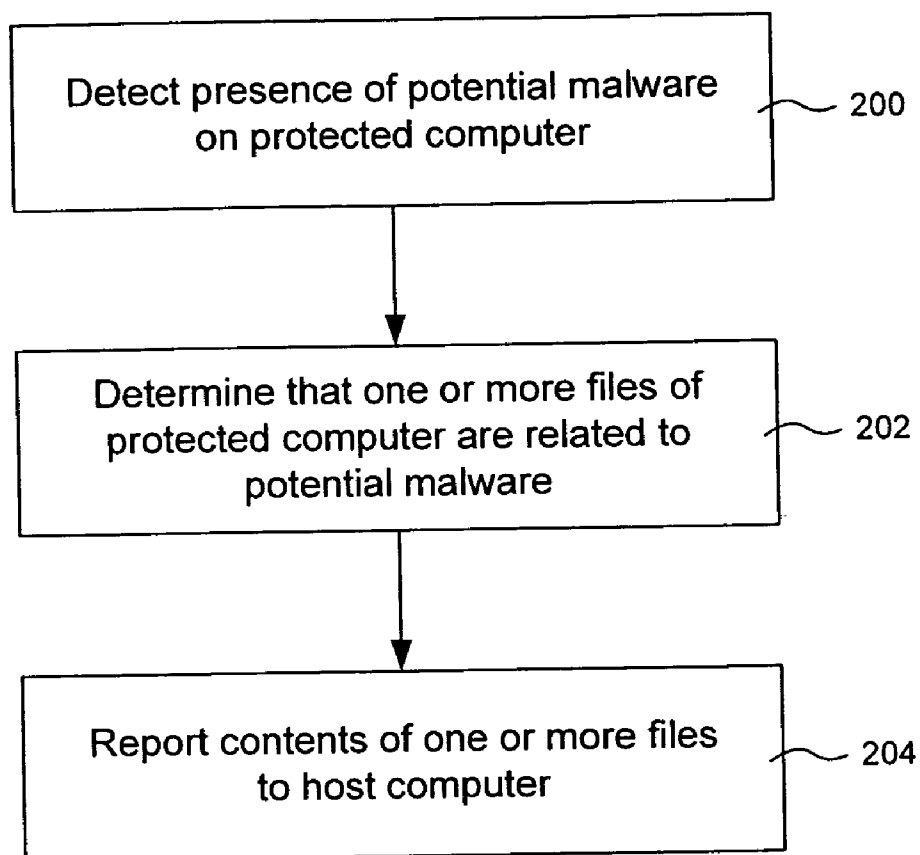 Detect presence of potential malware
on protected computer
200
Determine that one or more files of
protected computer are related to
potential malware
202
Report contents of one or more files
to host computer
204